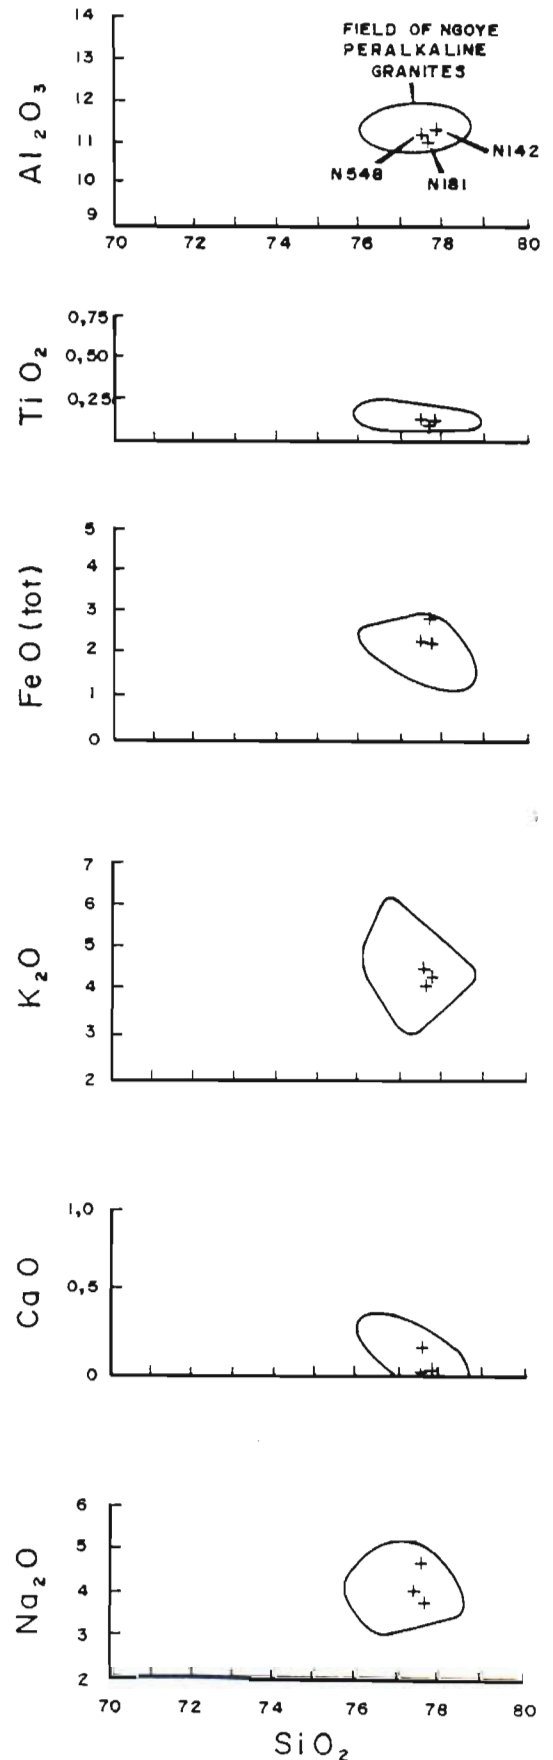 14
13
12
11
10
9
Al₂O₃
FIELD OF NGOYE
PERALKALINE
GRANITES
N548
N181
N142
70 72 74 76 78 80
0,75
0,50
0,25
TiO₂
5
4
3
2
1
0
FeO (tot)
7
6
5
4
3
2
K₂O
1,0
0,5
0
CaO
6
5
4
3
2
Na₂O
70 72 74 76 78 80
SiO₂